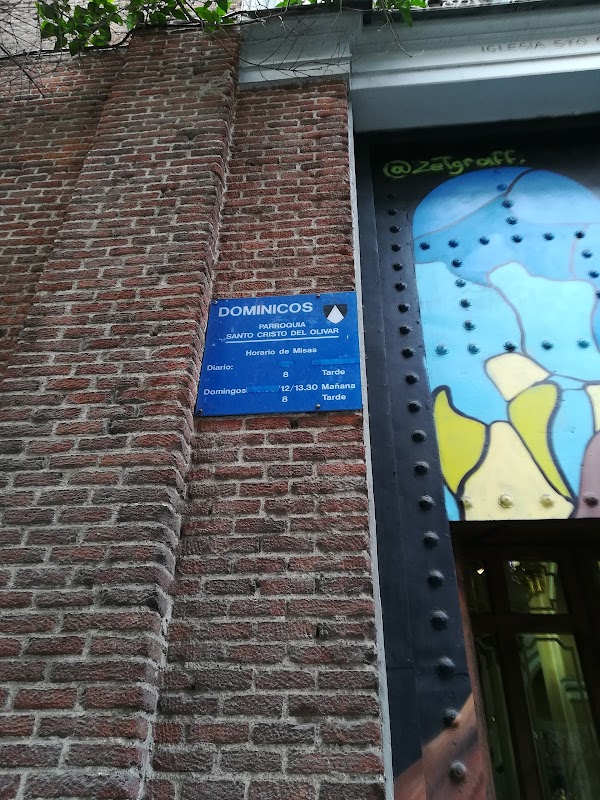 IGLESIA STO
@zetgraff.
DOMINICOS
PARROQUIA
SANTO CRISTO DEL OLIVAR
Horario de Misas
Diario:
8 Tarde
Domingos /12/13.30 Mañana
8 Tarde